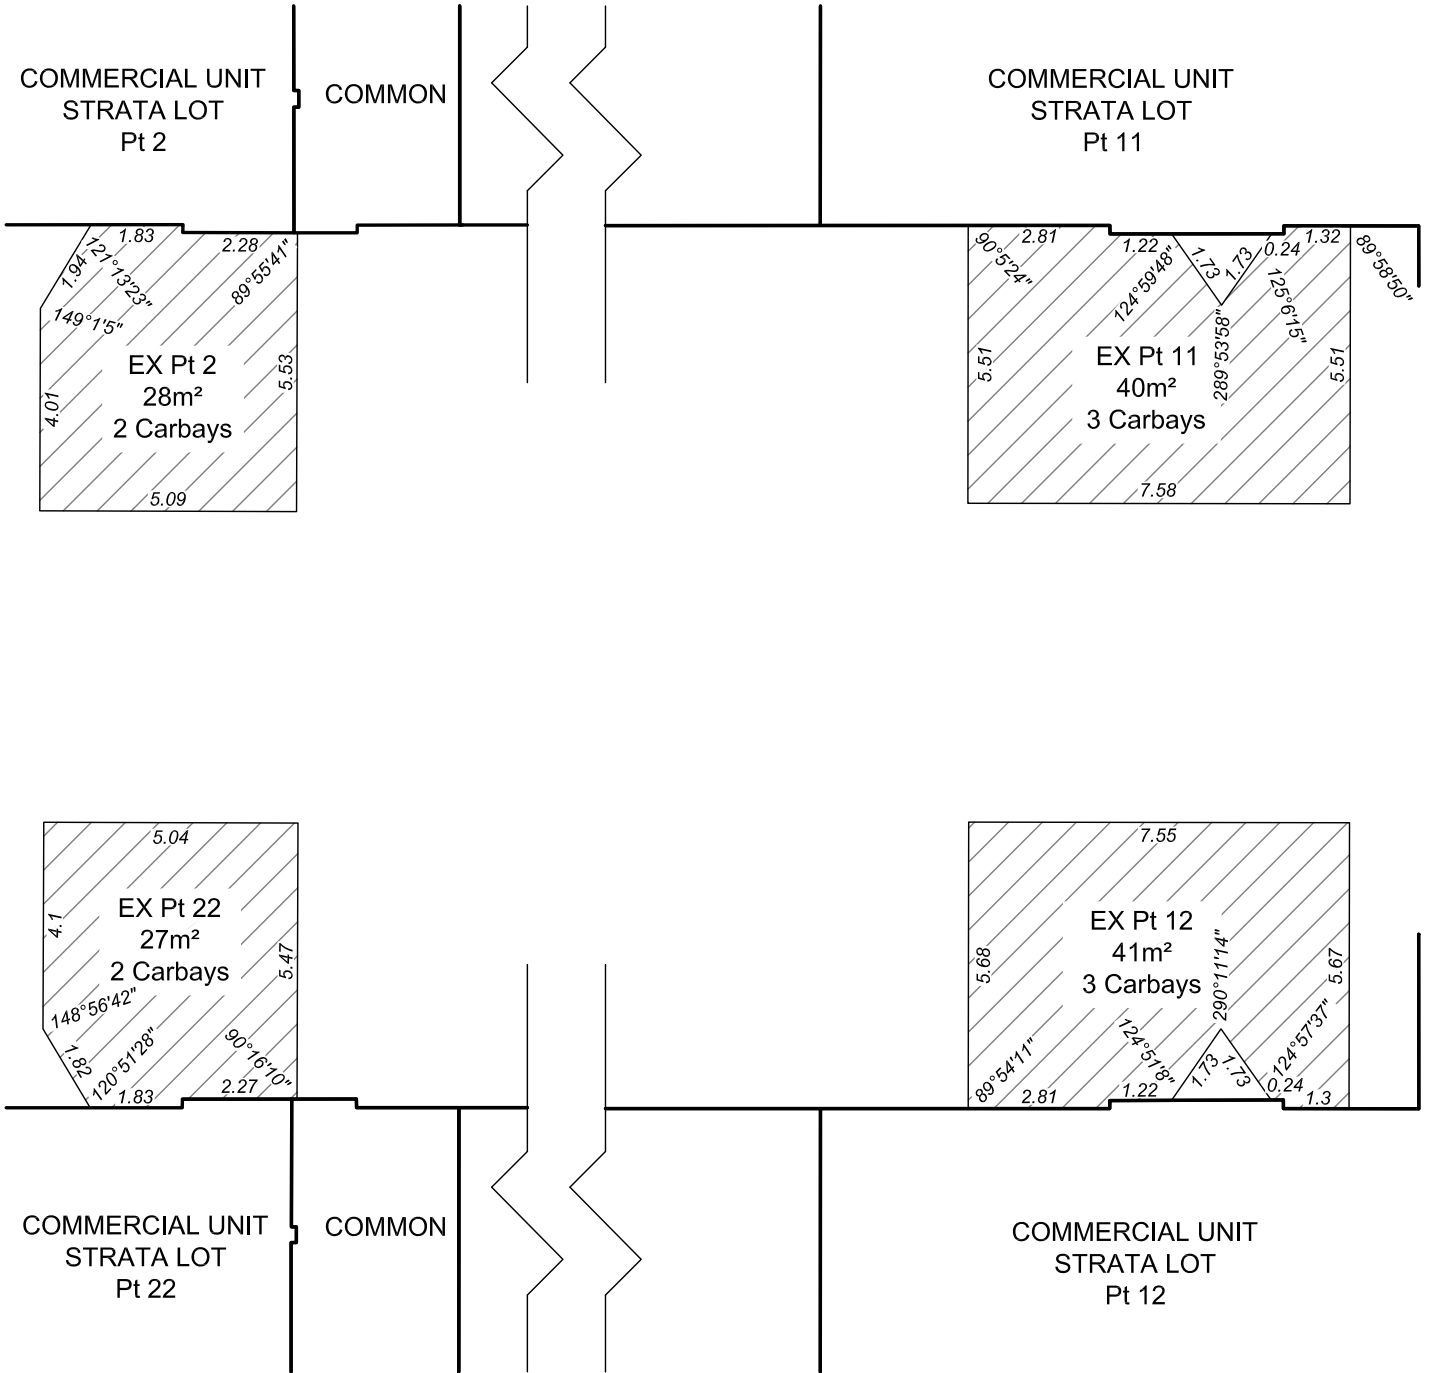 COMMERCIAL UNIT
STRATA LOT
Pt 2
COMMON
COMMERCIAL UNIT
STRATA LOT
Pt 11
1.83
2.28
1.94
121°13'23"
89°55'41"
149°1'5"
EX Pt 2
28m²
2 Carbays
5.53
4.01
5.09
2.81
1.22
1.73
1.73
0.24
1.32
90°5'24"
124°59'48"
125°6'15"
89°58'50"
289°53'58"
EX Pt 11
40m²
3 Carbays
5.51
5.51
7.58
5.04
EX Pt 22
27m²
2 Carbays
4.1
5.47
148°56'42"
1.82
120°51'28"
90°16'10"
1.83
2.27
7.55
EX Pt 12
41m²
3 Carbays
5.68
5.67
290°11'14"
89°54'11"
124°51'8"
124°57'37"
1.73
1.73
2.81
1.22
0.24
1.3
COMMERCIAL UNIT
STRATA LOT
Pt 22
COMMON
COMMERCIAL UNIT
STRATA LOT
Pt 12